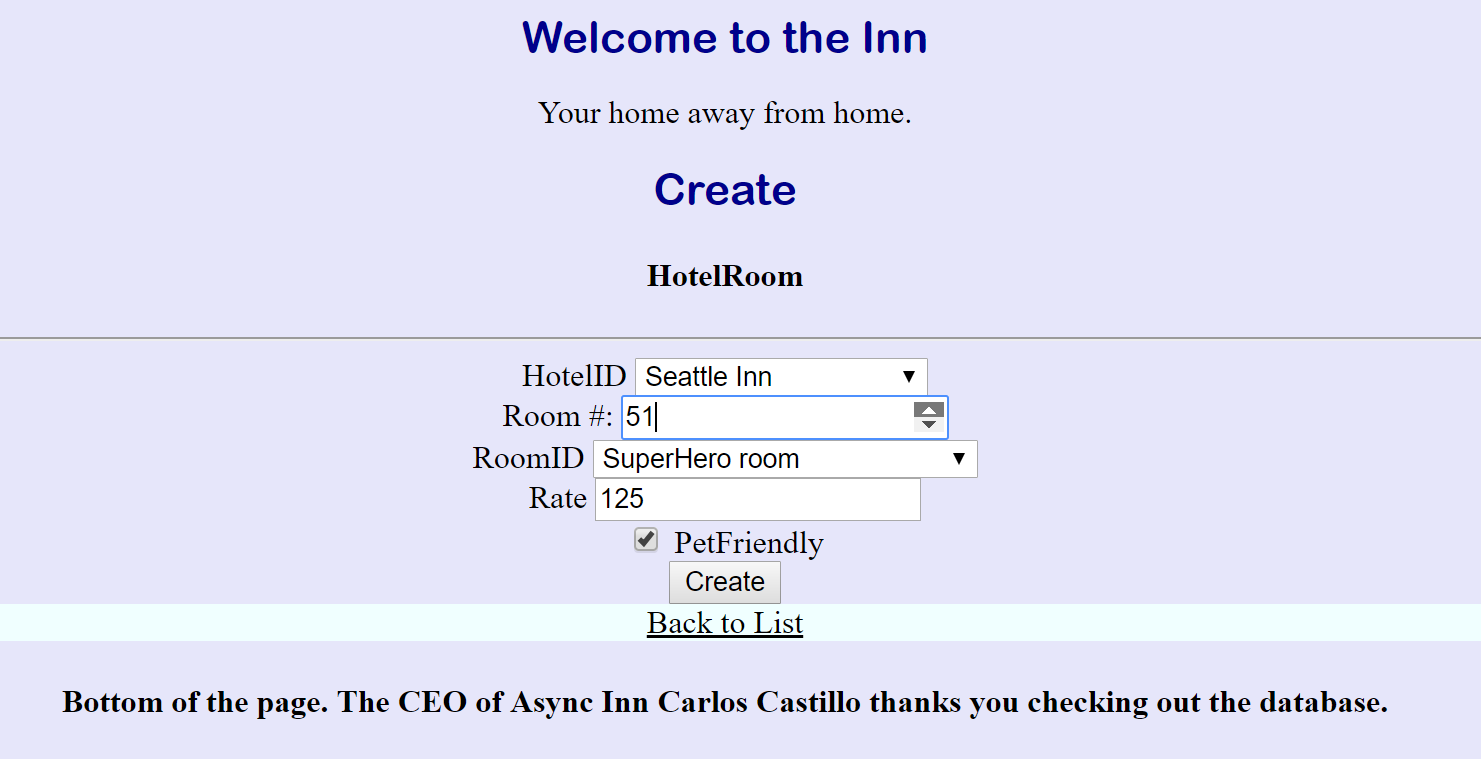 Welcome to the Inn
Your home away from home.
Create
HotelRoom
HotelID Seattle Inn
Room #: 51
RoomID SuperHero room
Rate 125
PetFriendly
Create
Back to List
Bottom of the page. The CEO of Async Inn Carlos Castillo thanks you checking out the database.